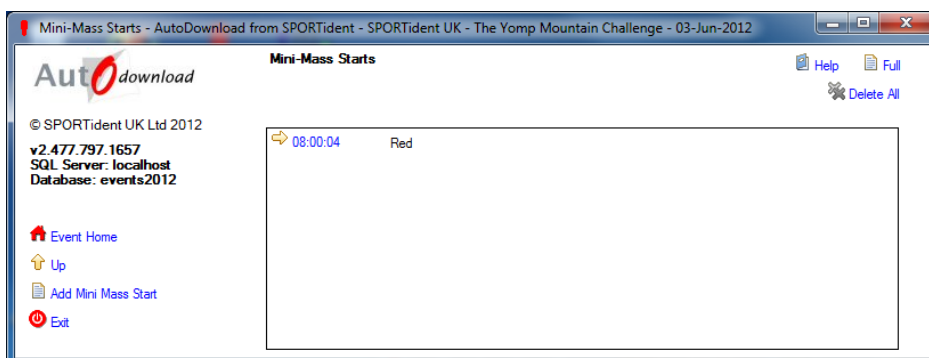 Mini-Mass Starts - AutoDownload from SPORTident - SPORTident UK - The Yomp Mountain Challenge - 03-Jun-2012
AutOdownload
Mini-Mass Starts
Help
Full
Delete All
© SPORTident UK Ltd 2012
v2.477.797.1657
SQL Server: localhost
Database: events2012
08:00:04 Red
Event Home
Up
Add Mini Mass Start
Exit